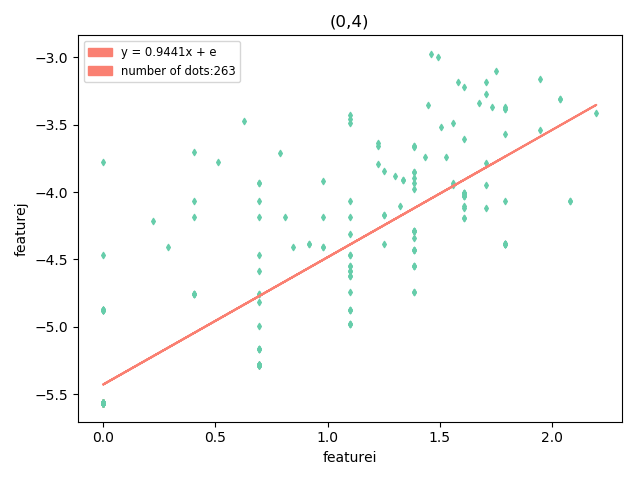 (0,4)
y = 0.9441x + e
number of dots:263
−3.0
−3.5
−4.0
−4.5
−5.0
−5.5
featurej
0.0 0.5 1.0 1.5 2.0
featurei